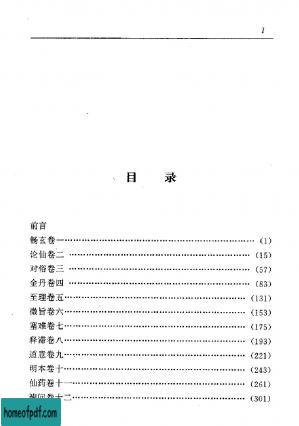 1
目录
前言
畅玄卷一……………………………………(1)
论仙卷二……………………………………(15)
对俗卷三……………………………………(57)
金丹卷四……………………………………(83)
至理卷五……………………………………(131)
微旨卷六……………………………………(153)
塞难卷七……………………………………(175)
释滞卷八……………………………………(193)
道意卷九……………………………………(221)
明本卷十……………………………………(243)
仙药卷十一…………………………………(261)
卷十二…………………………………(301)
homeofpdf.com
homeofpdf.com